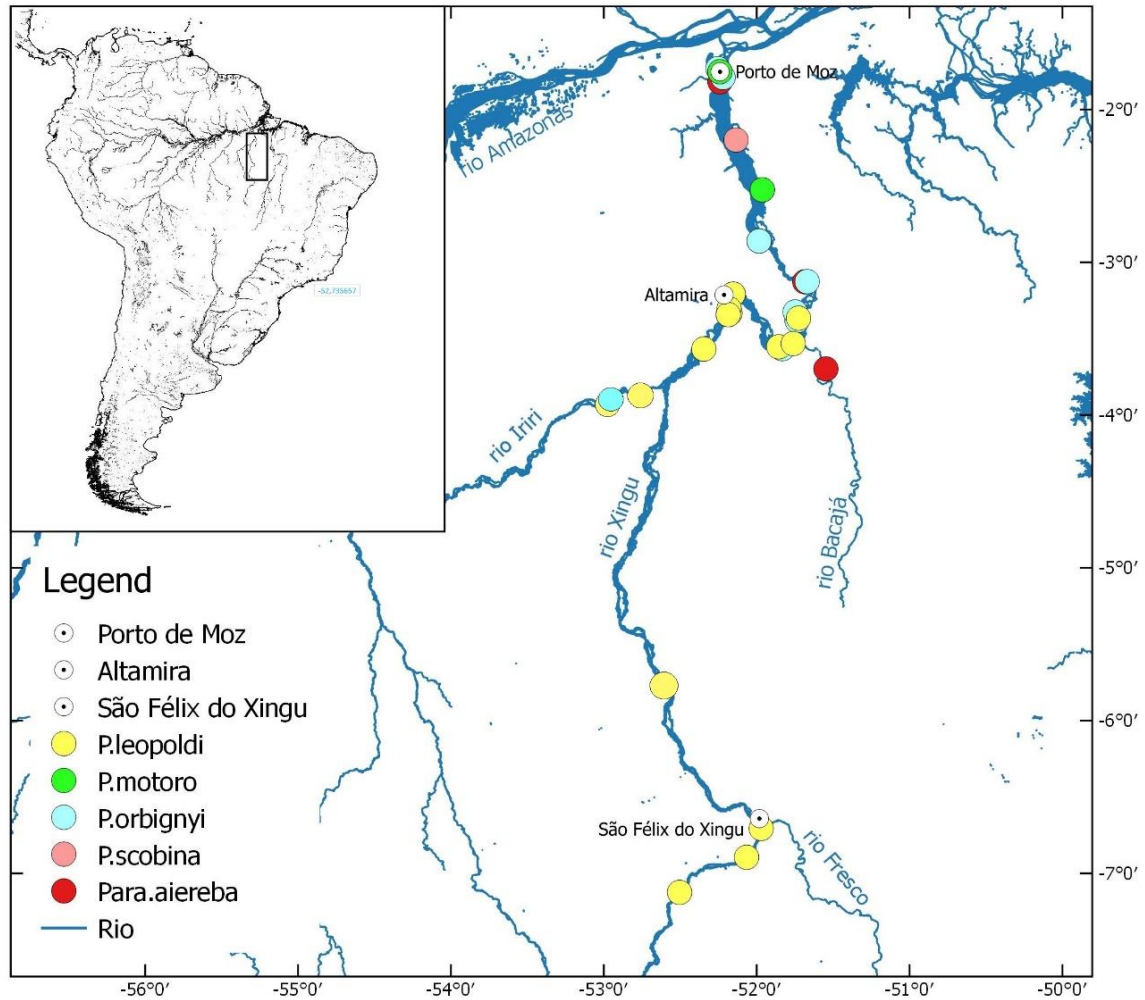 -52,735657
Porto de Moz
rio Amazonas
Altamira
rio Iriri
rio Xingu
rio Bacajá
São Félix do Xingu
rio Fresco
Legend
Porto de Moz
Altamira
São Félix do Xingu
P.leopoldi
P.motoro
P.orbignyi
P.scobina
Para.aiereba
Rio
-2°0'
-3°0'
-4°0'
-5°0'
-6°0'
-7°0'
-56°0' -55°0' -54°0' -53°0' -52°0' -51°0' -50°0'